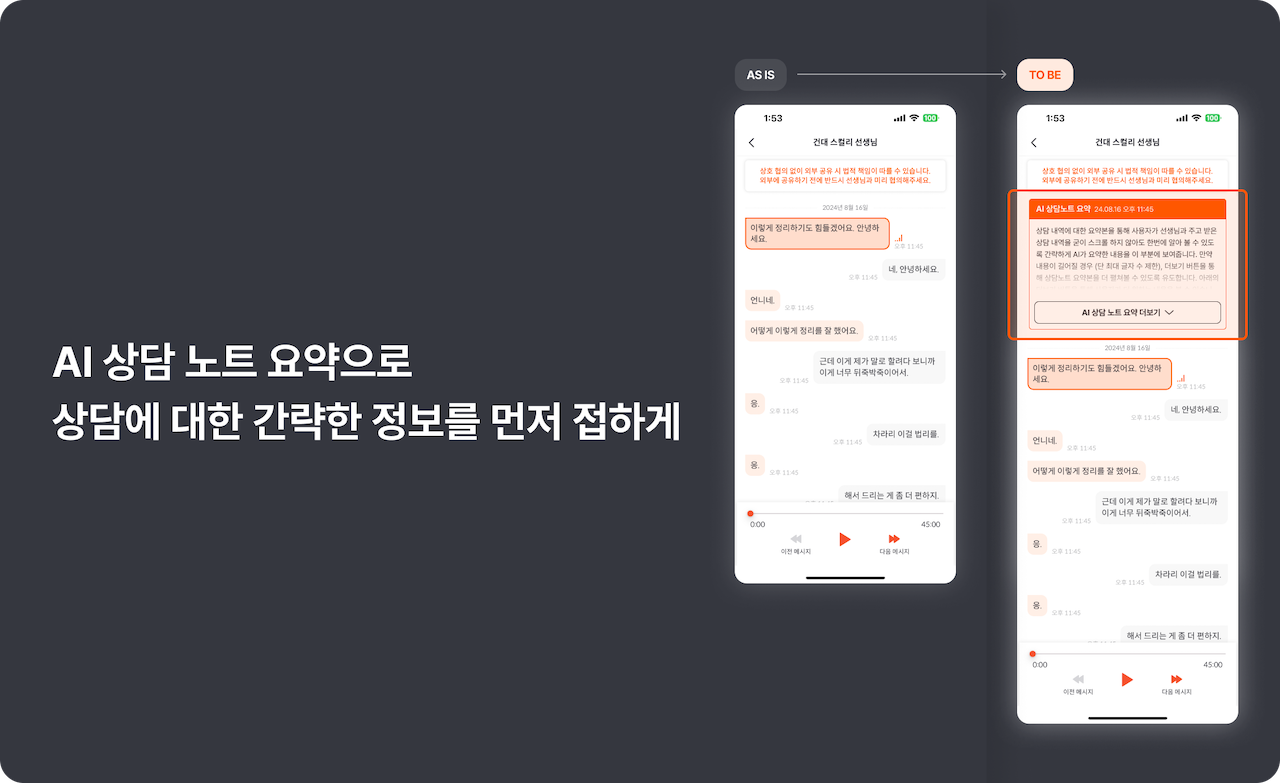 AI 상담 노트 요약으로
상담에 대한 간략한 정보를 먼저 접하게
AS IS
TO BE
1:53
100
건대 스컬리 선생님
상호 협의 없이 외부 공유 시 법적 책임이 따를 수 있습니다.
외부에 공유하기 전에 반드시 선생님과 미리 협의해주세요.
2024년 8월 16일
이렇게 정리하기도 힘들겠어요. 안녕하
세요.
오후 11:45
네, 안녕하세요.
오후 11:45
언니네.
오후 11:45
어떻게 이렇게 정리를 잘 했어요.
오후 11:45
근데 이게 제가 말로 할려다 보니까
이게 너무 뒤죽박죽이어서.
오후 11:45
응.
오후 11:45
차라리 이걸 법리를.
오후 11:45
응.
오후 11:45
해서 드리는 게 좀 더 편하지.
0:00
45:00
이전 메시지
다음 메시지
1:53
100
건대 스컬리 선생님
상호 협의 없이 외부 공유 시 법적 책임이 따를 수 있습니다.
외부에 공유하기 전에 반드시 선생님과 미리 협의해주세요.
AI 상담노트 요약 24.08.16 오후 11:45
상담 내역에 대한 요약본을 통해 사용자가 선생님과 주고 받은
상담 내역을 굳이 스크롤 하지 않아도 한번에 알아 볼 수 있도
록 간략하게 AI가 요약한 내용을 이 부분에 보여줍니다. 만약
내용이 길어질 경우 (단 최대 글자 수 제한), 더보기 버튼을 통
해 상담노트 요약본을 더 펼쳐볼 수 있도록 유도합니다. 아래의
AI 상담 노트 요약 더보기
2024년 8월 16일
이렇게 정리하기도 힘들겠어요. 안녕하
세요.
오후 11:45
네, 안녕하세요.
오후 11:45
언니네.
오후 11:45
어떻게 이렇게 정리를 잘 했어요.
오후 11:45
근데 이게 제가 말로 할려다 보니까
이게 너무 뒤죽박죽이어서.
오후 11:45
응.
오후 11:45
차라리 이걸 법리를.
오후 11:45
응.
오후 11:45
해서 드리는 게 좀 더 편하지.
0:00
45:00
이전 메시지
다음 메시지